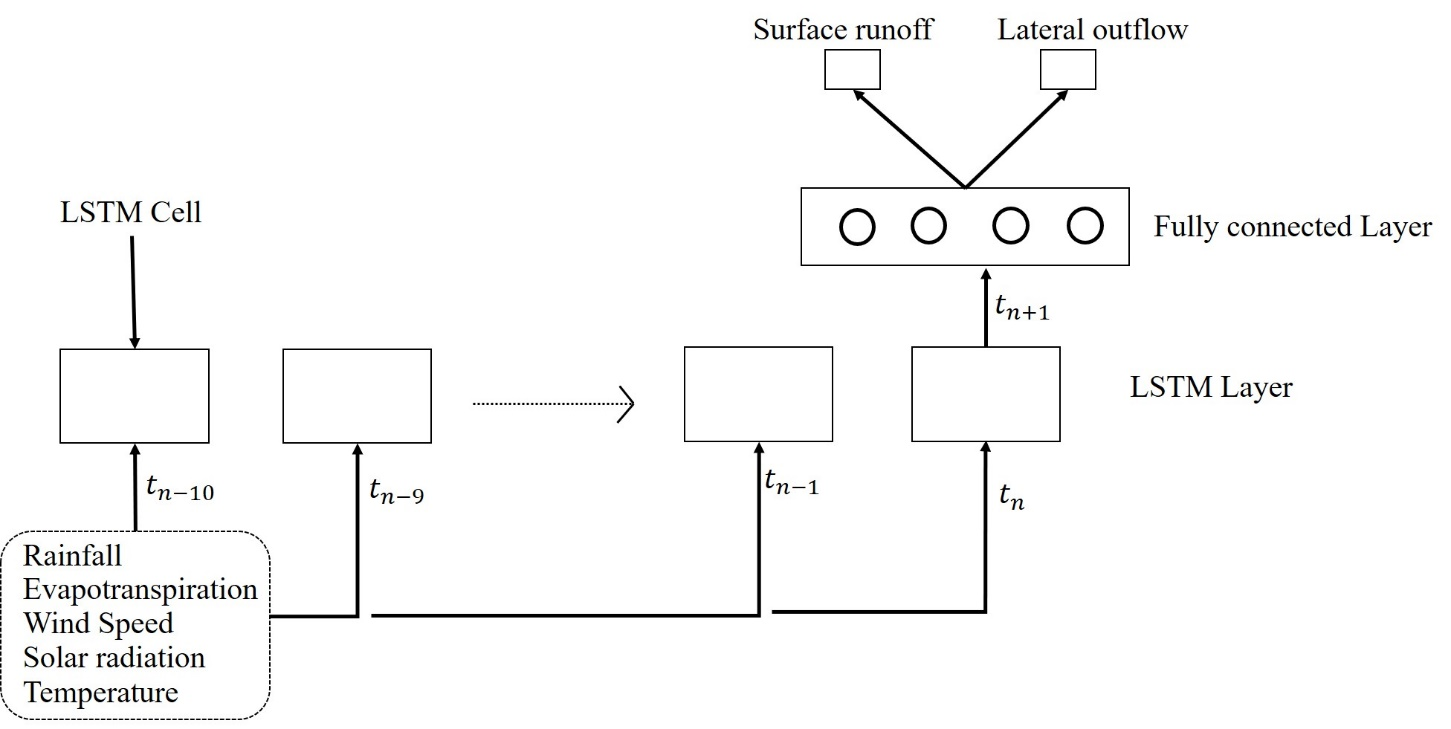 Surface runoff
Lateral outflow
LSTM Cell
Fully connected Layer
t_{n+1}
LSTM Layer
t_{n−10}
t_{n−9}
t_{n−1}
t_n
Rainfall
Evapotranspiration
Wind Speed
Solar radiation
Temperature